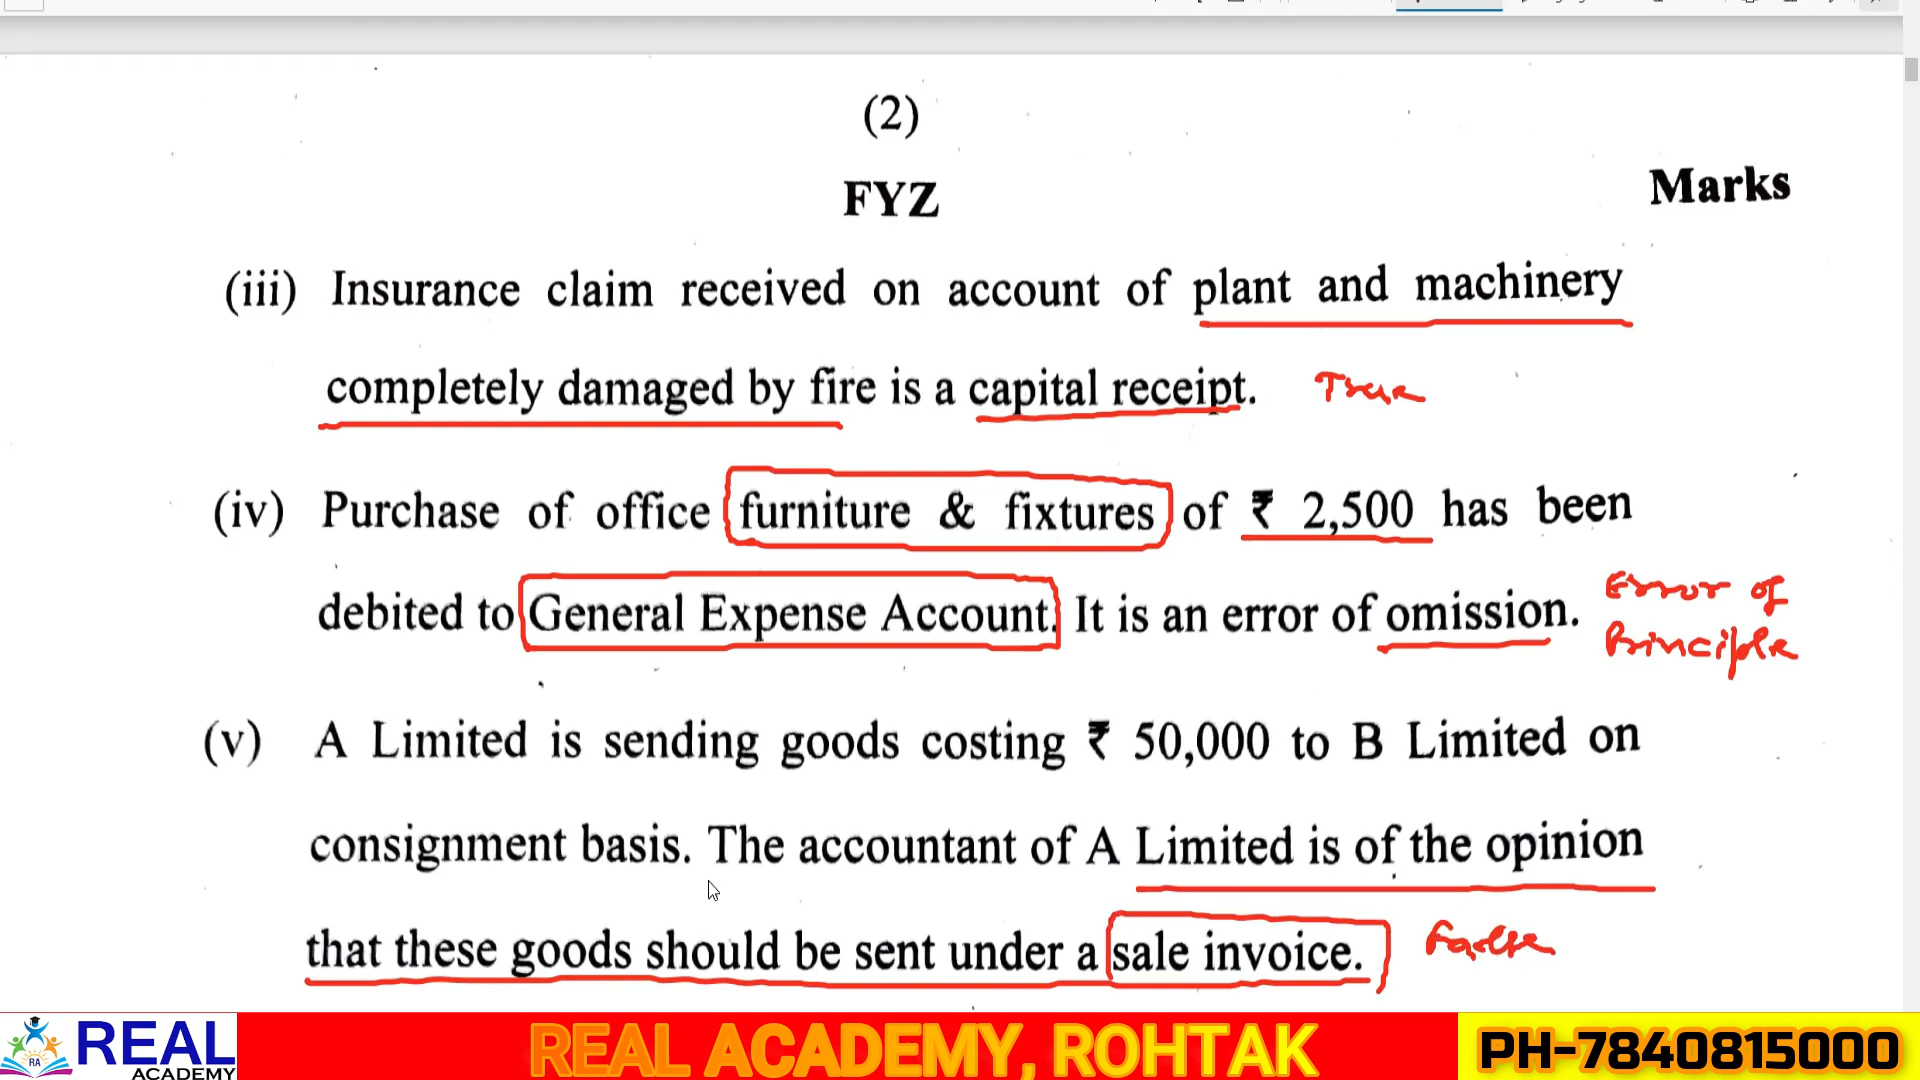 (2)
FYZ
Marks
(iii) Insurance claim received on account of plant and machinery
completely damaged by fire is a capital receipt. True
(iv) Purchase of office furniture & fixtures of ₹ 2,500 has been
debited to General Expense Account. It is an error of omission. Error of
Principle
(v) A Limited is sending goods costing ₹ 50,000 to B Limited on
consignment basis. The accountant of A Limited is of the opinion
that these goods should be sent under a sale invoice. False
RA REAL
ACADEMY
REAL ACADEMY, ROHTAK
PH-7840815000